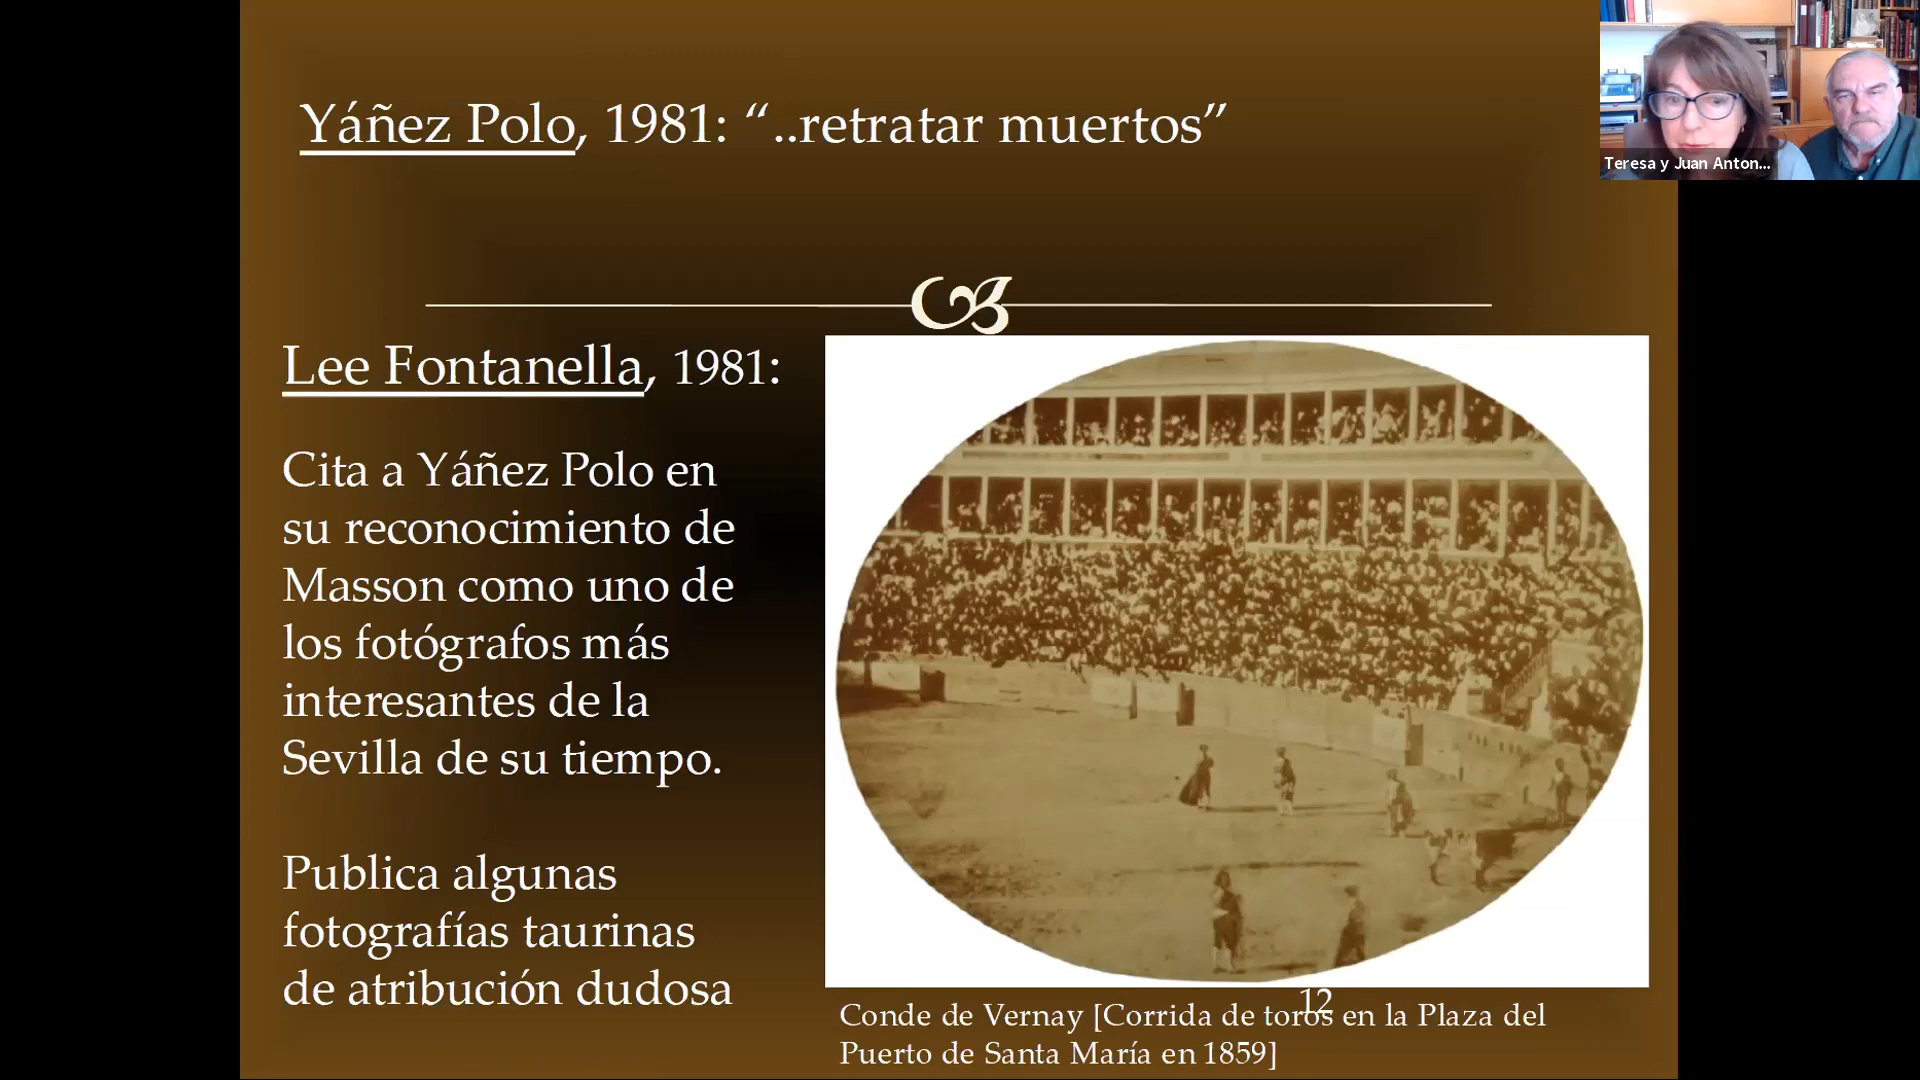 Yáñez Polo, 1981: “..retratar muertos”
Teresa y Juan Anton...
Lee Fontanella, 1981:
Cita a Yáñez Polo en
su reconocimiento de
Masson como uno de
los fotógrafos más
interesantes de la
Sevilla de su tiempo.
Publica algunas
fotografías taurinas
de atribución dudosa
12
Conde de Vernay [Corrida de toros en la Plaza del
Puerto de Santa María en 1859]